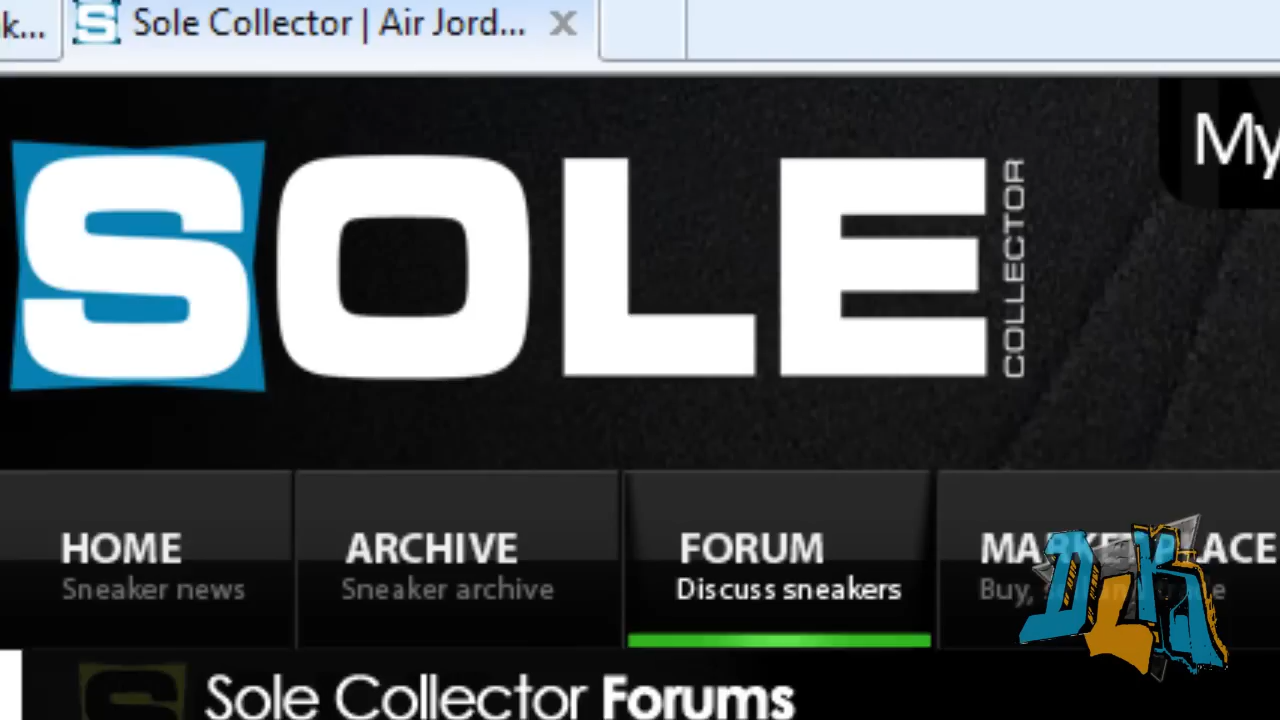 k...
Sole Collector | Air Jord...
My
SOLE
COLLECTOR
HOME
Sneaker news
ARCHIVE
Sneaker archive
FORUM
Discuss sneakers
Buy,
Sole Collector Forums